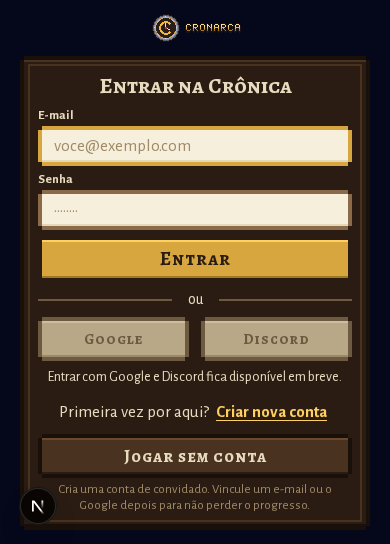 CRONARCA
Entrar na Crônica
E-mail
voce@exemplo.com
Senha
········
Entrar
ou
Google Discord
Entrar com Google e Discord fica disponível em breve.
Primeira vez por aqui? Criar nova conta
Jogar sem conta
Cria uma conta de convidado. Vincule um e-mail ou o
Google depois para não perder o progresso.
N